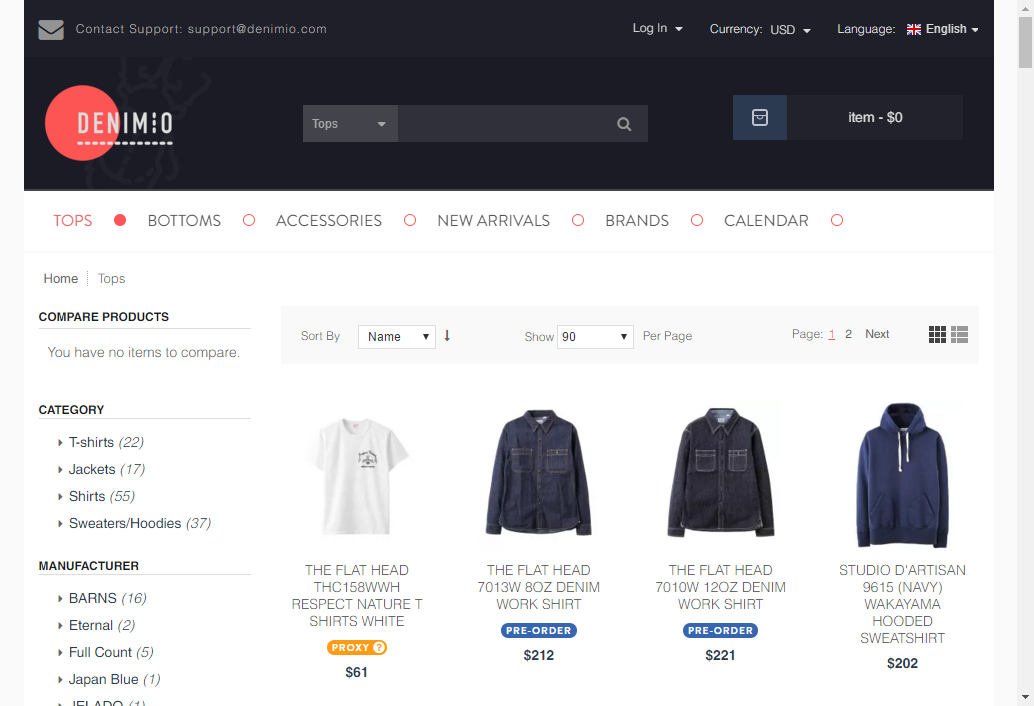 Contact Support: support@denimio.com
Log In
Currency: USD
Language: English
DENIMIO
Tops
item - $0
TOPS
BOTTOMS
ACCESSORIES
NEW ARRIVALS
BRANDS
CALENDAR
Home
Tops
COMPARE PRODUCTS
You have no items to compare.
CATEGORY
T-shirts (22)
Jackets (17)
Shirts (55)
Sweaters/Hoodies (37)
MANUFACTURER
BARNS (16)
Eternal (2)
Full Count (5)
Japan Blue (1)
JELADO (1)
Sort By Name
Show 90 Per Page
Page: 1 2 Next
THE FLAT HEAD
THC158WWH
RESPECT NATURE T
SHIRTS WHITE
PROXY ?
$61
THE FLAT HEAD
7013W 8OZ DENIM
WORK SHIRT
PRE-ORDER
$212
THE FLAT HEAD
7010W 12OZ DENIM
WORK SHIRT
PRE-ORDER
$221
STUDIO D'ARTISAN
9615 (NAVY)
WAKAYAMA
HOODED
SWEATSHIRT
$202